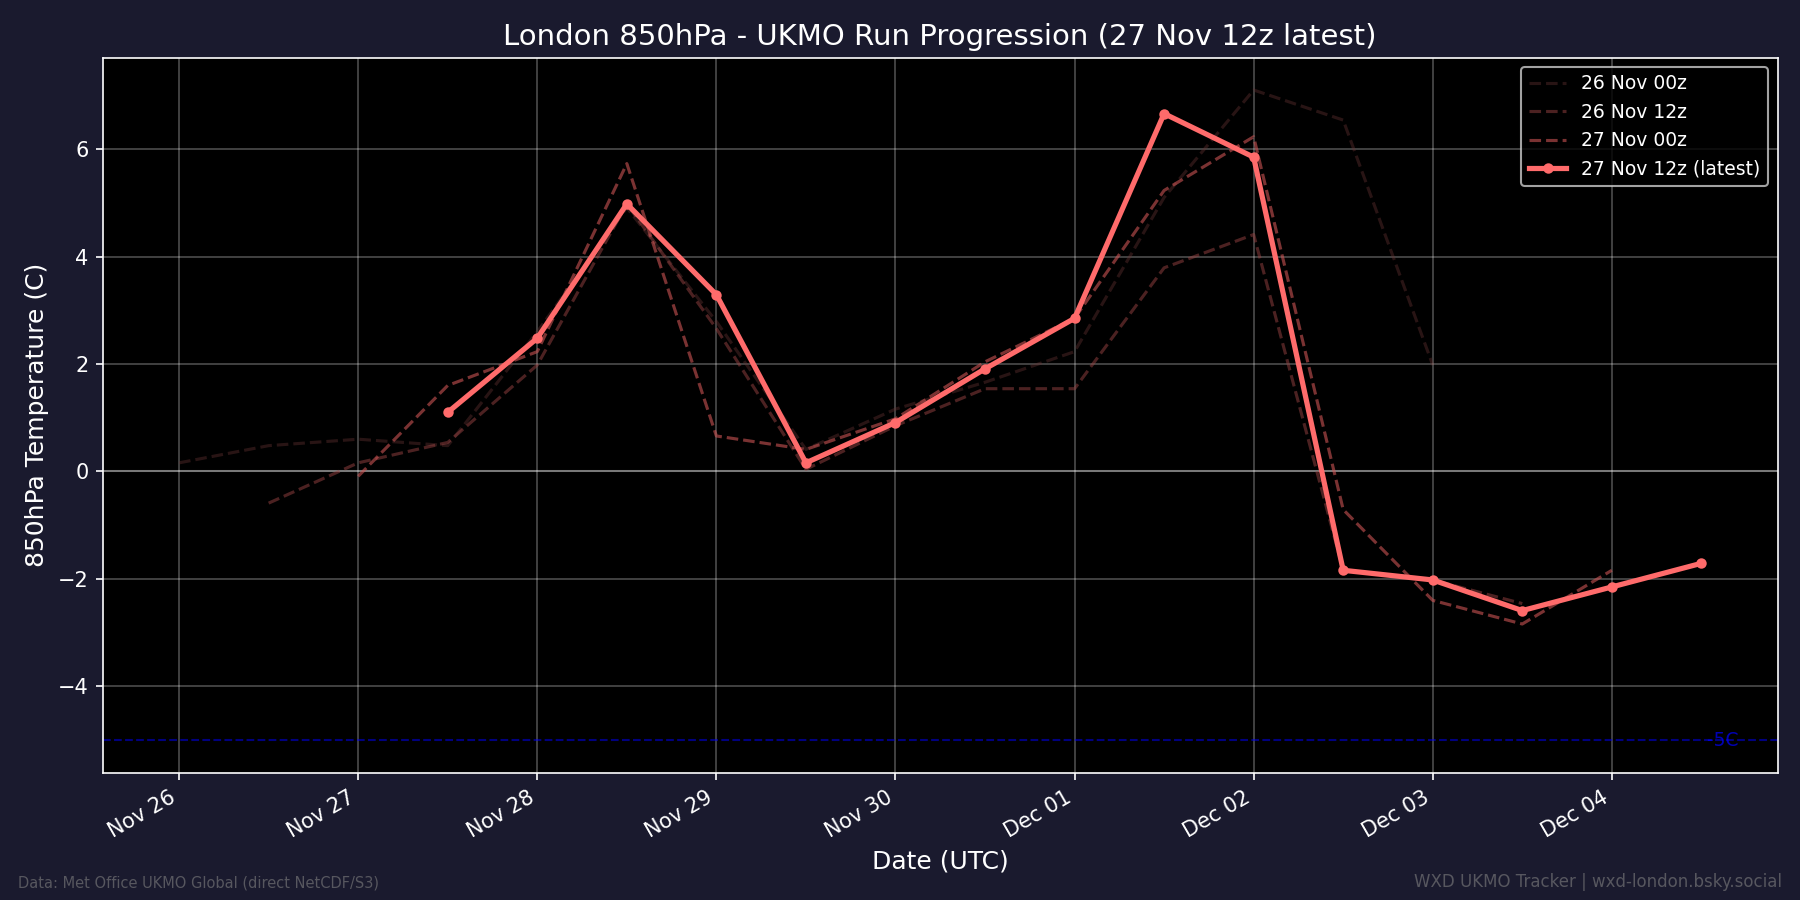 London 850hPa - UKMO Run Progression (27 Nov 12z latest)
26 Nov 00z
26 Nov 12z
27 Nov 00z
27 Nov 12z (latest)
850hPa Temperature (C)
6
4
2
0
−2
−4
-5C
Nov 26
Nov 27
Nov 28
Nov 29
Nov 30
Dec 01
Dec 02
Dec 03
Dec 04
Date (UTC)
Data: Met Office UKMO Global (direct NetCDF/S3)
WXD UKMO Tracker | wxd-london.bsky.social